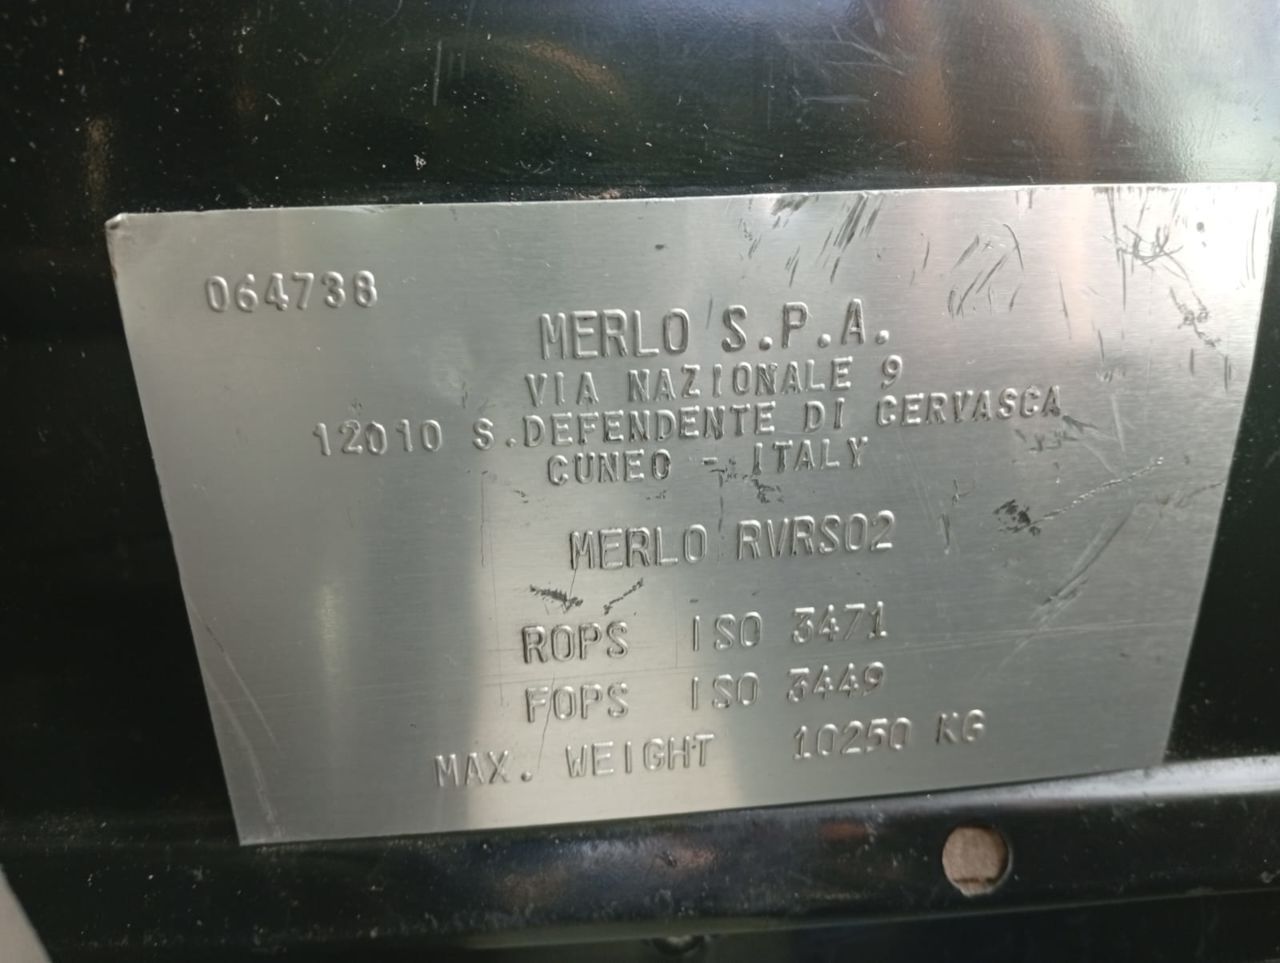 064738
MERLO S.P.A.
VIA NAZIONALE 9
12010 S.DEFENDENTE DI CERVASCA
CUNEO - ITALY
MERLO RVRS02
ROPS ISO 3471
FOPS ISO 3449
MAX. WEIGHT 10250 KG